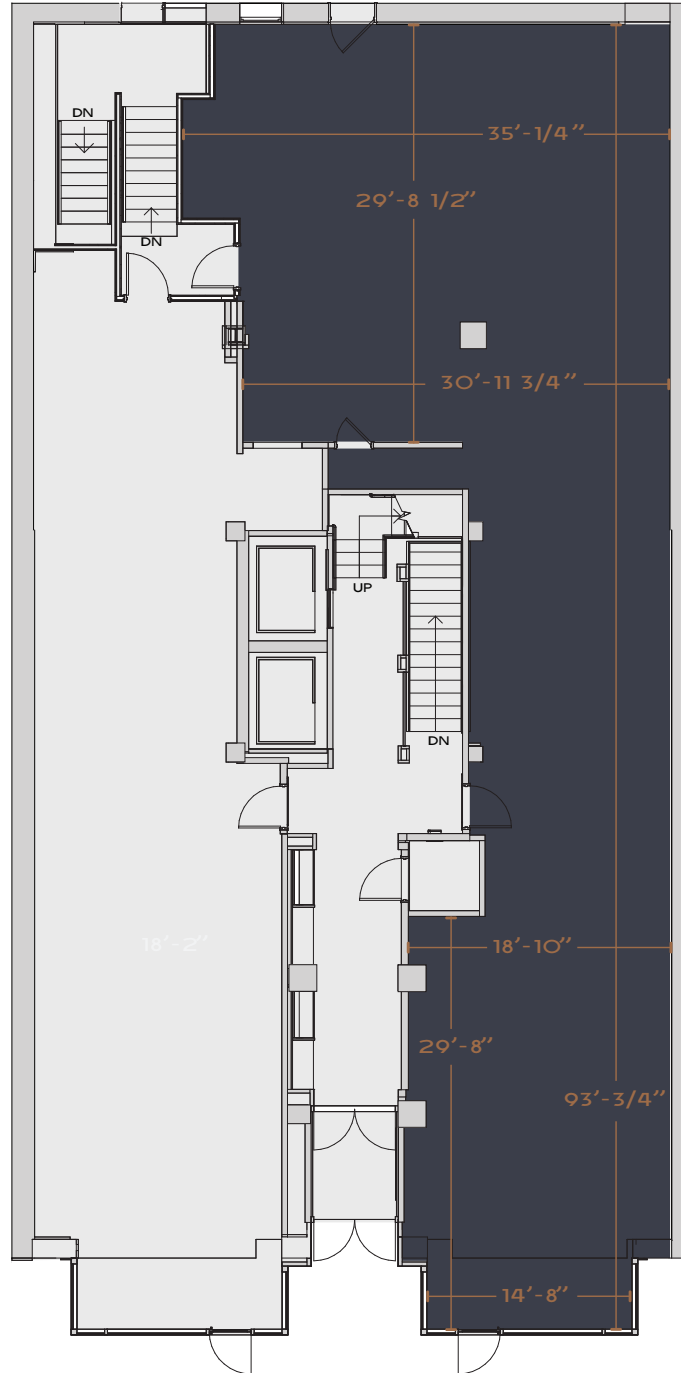 DN
35'-1/4"
29'-8 1/2"
DN
30'-11 3/4"
UP
DN
18'-2"
18'-10"
29'-8"
93'-3/4"
14'-8"